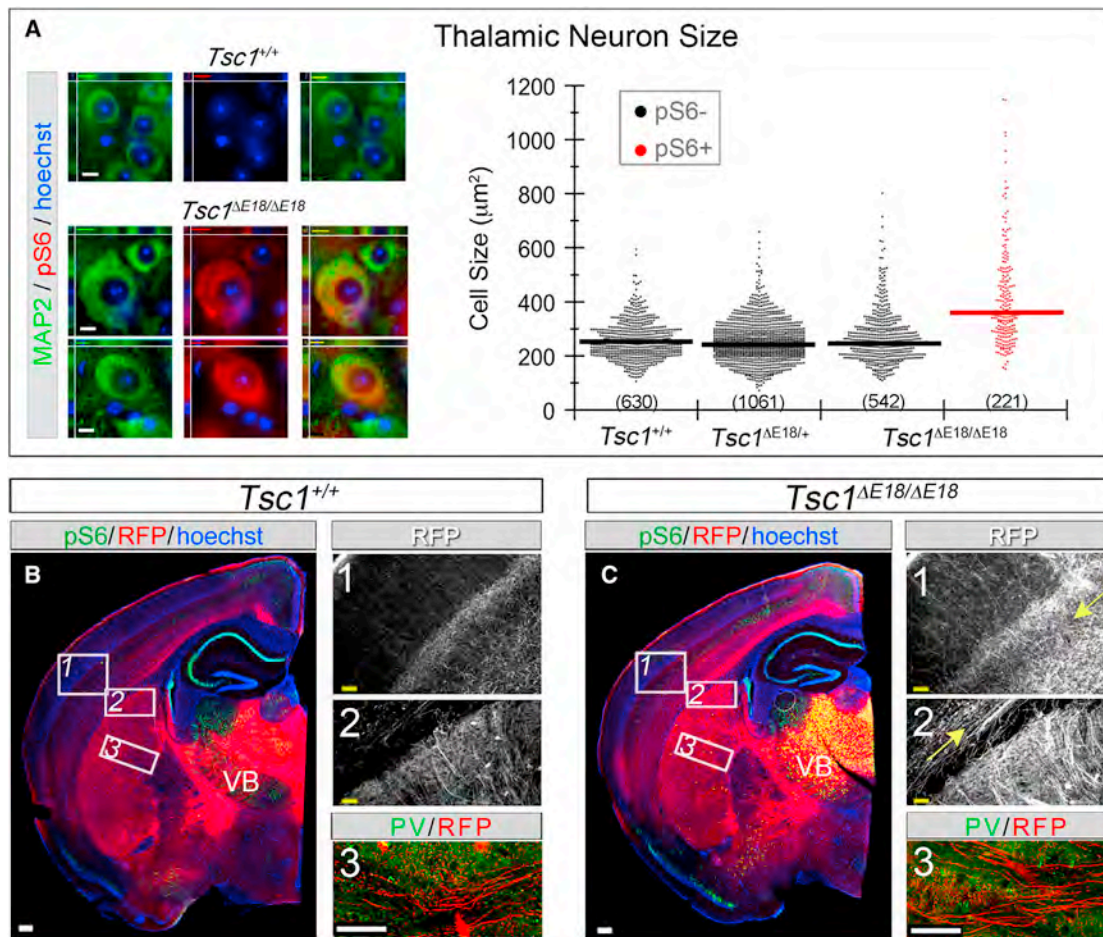 A
Thalamic Neuron Size
Tsc1+/+
MAP2 / pS6 / hoechst
Tsc1ΔE18/ΔE18
pS6-
pS6+
Cell Size (μm²)
1200
1000
800
600
400
200
0
(630) (1061) (542) (221)
Tsc1+/+ Tsc1ΔE18/+ Tsc1ΔE18/ΔE18
Tsc1+/+
pS6/RFP/hoechst
RFP
B
1
2
3
VB
1
2
PV/RFP
3
Tsc1ΔE18/ΔE18
pS6/RFP/hoechst
RFP
C
1
2
3
VB
1
2
PV/RFP
3